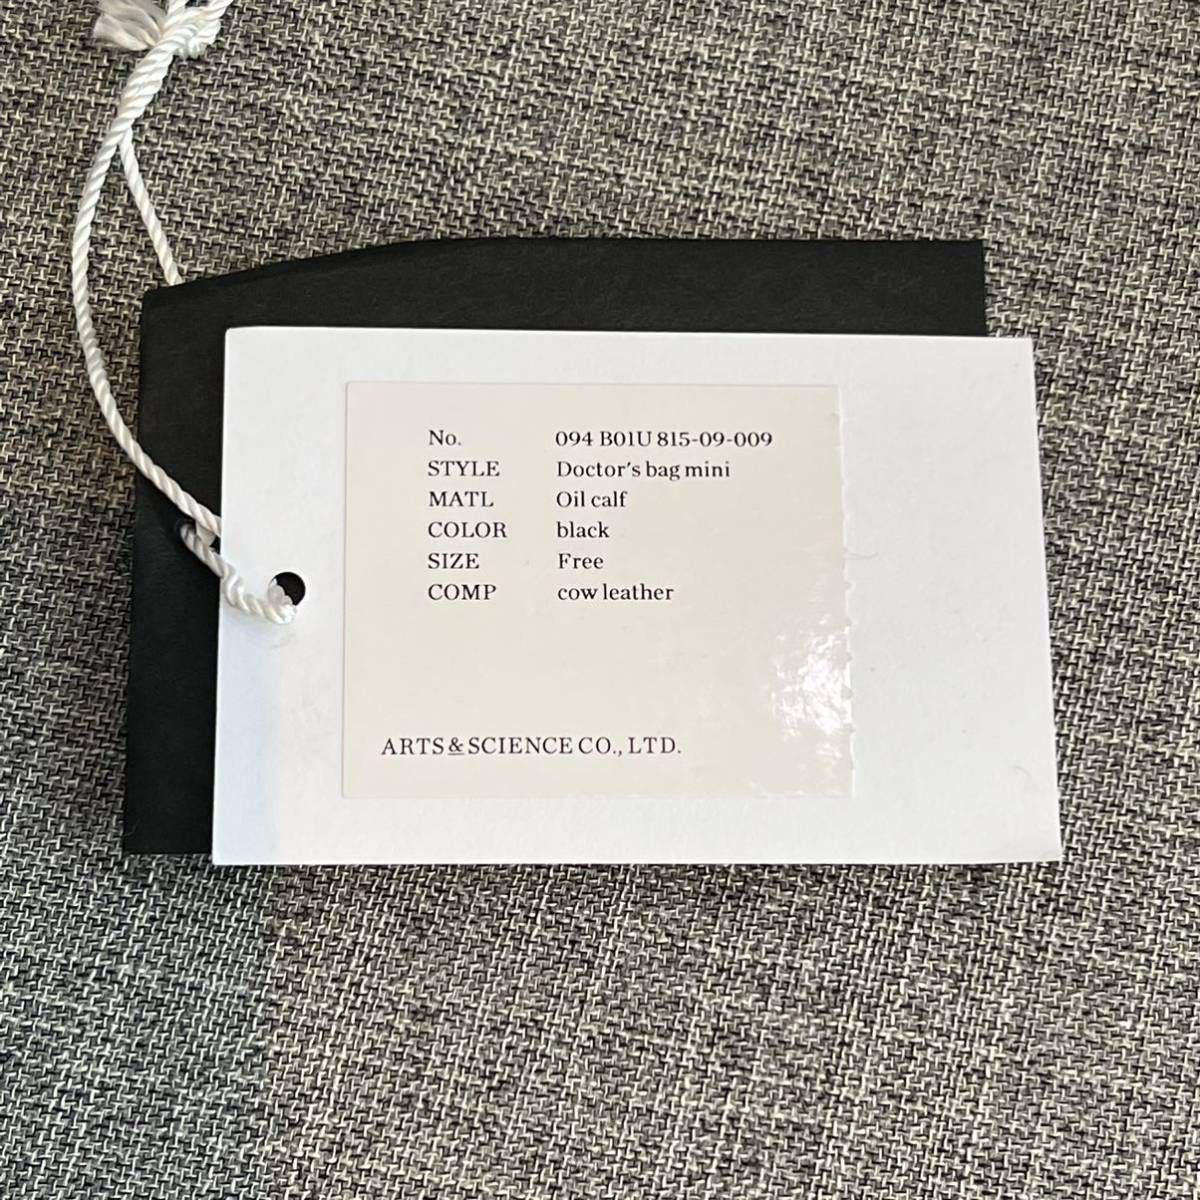 No. 094 B01U 815-09-009
STYLE Doctor's bag mini
MATL Oil calf
COLOR black
SIZE Free
COMP cow leather
ARTS & SCIENCE CO., LTD.